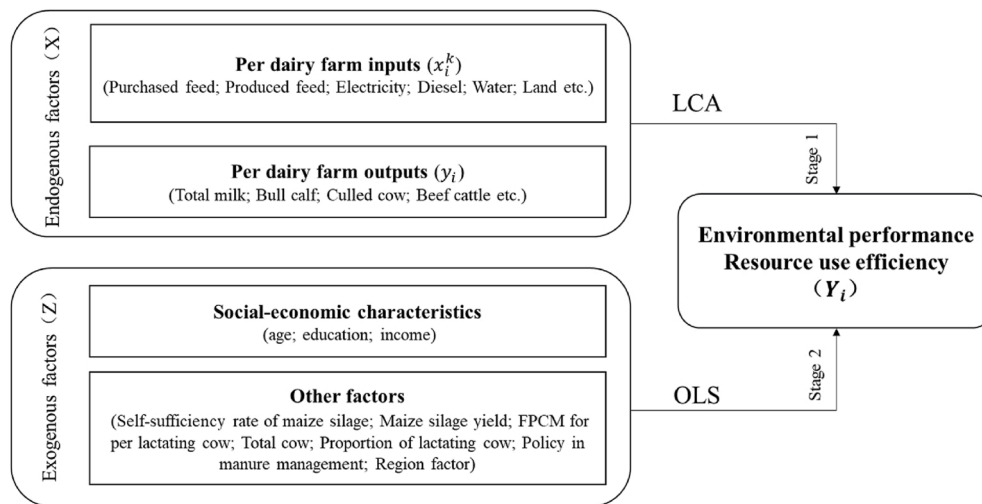 Endogenous factors (X)
Per dairy farm inputs (x_i^k)
(Purchased feed; Produced feed; Electricity; Diesel; Water; Land etc.)
Per dairy farm outputs (y_i)
(Total milk; Bull calf; Culled cow; Beef cattle etc.)
LCA
Stage 1
Environmental performance
Resource use efficiency
(Y_i)
Exogenous factors (Z)
Social-economic characteristics
(age; education; income)
Other factors
(Self-sufficiency rate of maize silage; Maize silage yield; FPCM for
per lactating cow; Total cow; Proportion of lactating cow; Policy in
manure management; Region factor)
OLS
Stage 2